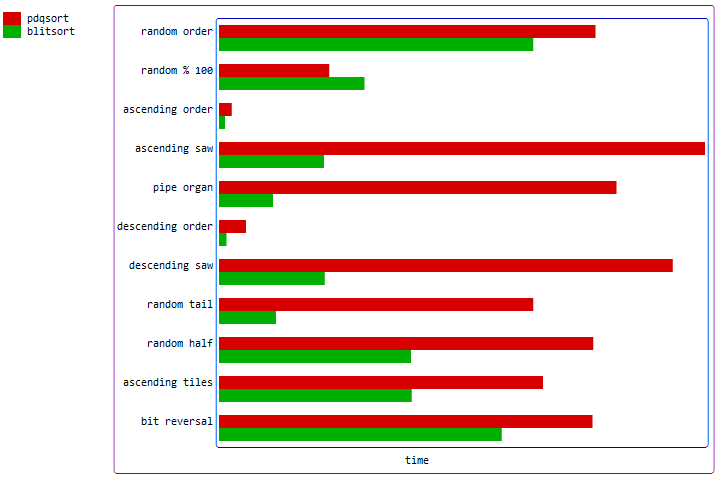 pdqsort
blitsort
random order
random % 100
ascending order
ascending saw
pipe organ
descending order
descending saw
random tail
random half
ascending tiles
bit reversal
time